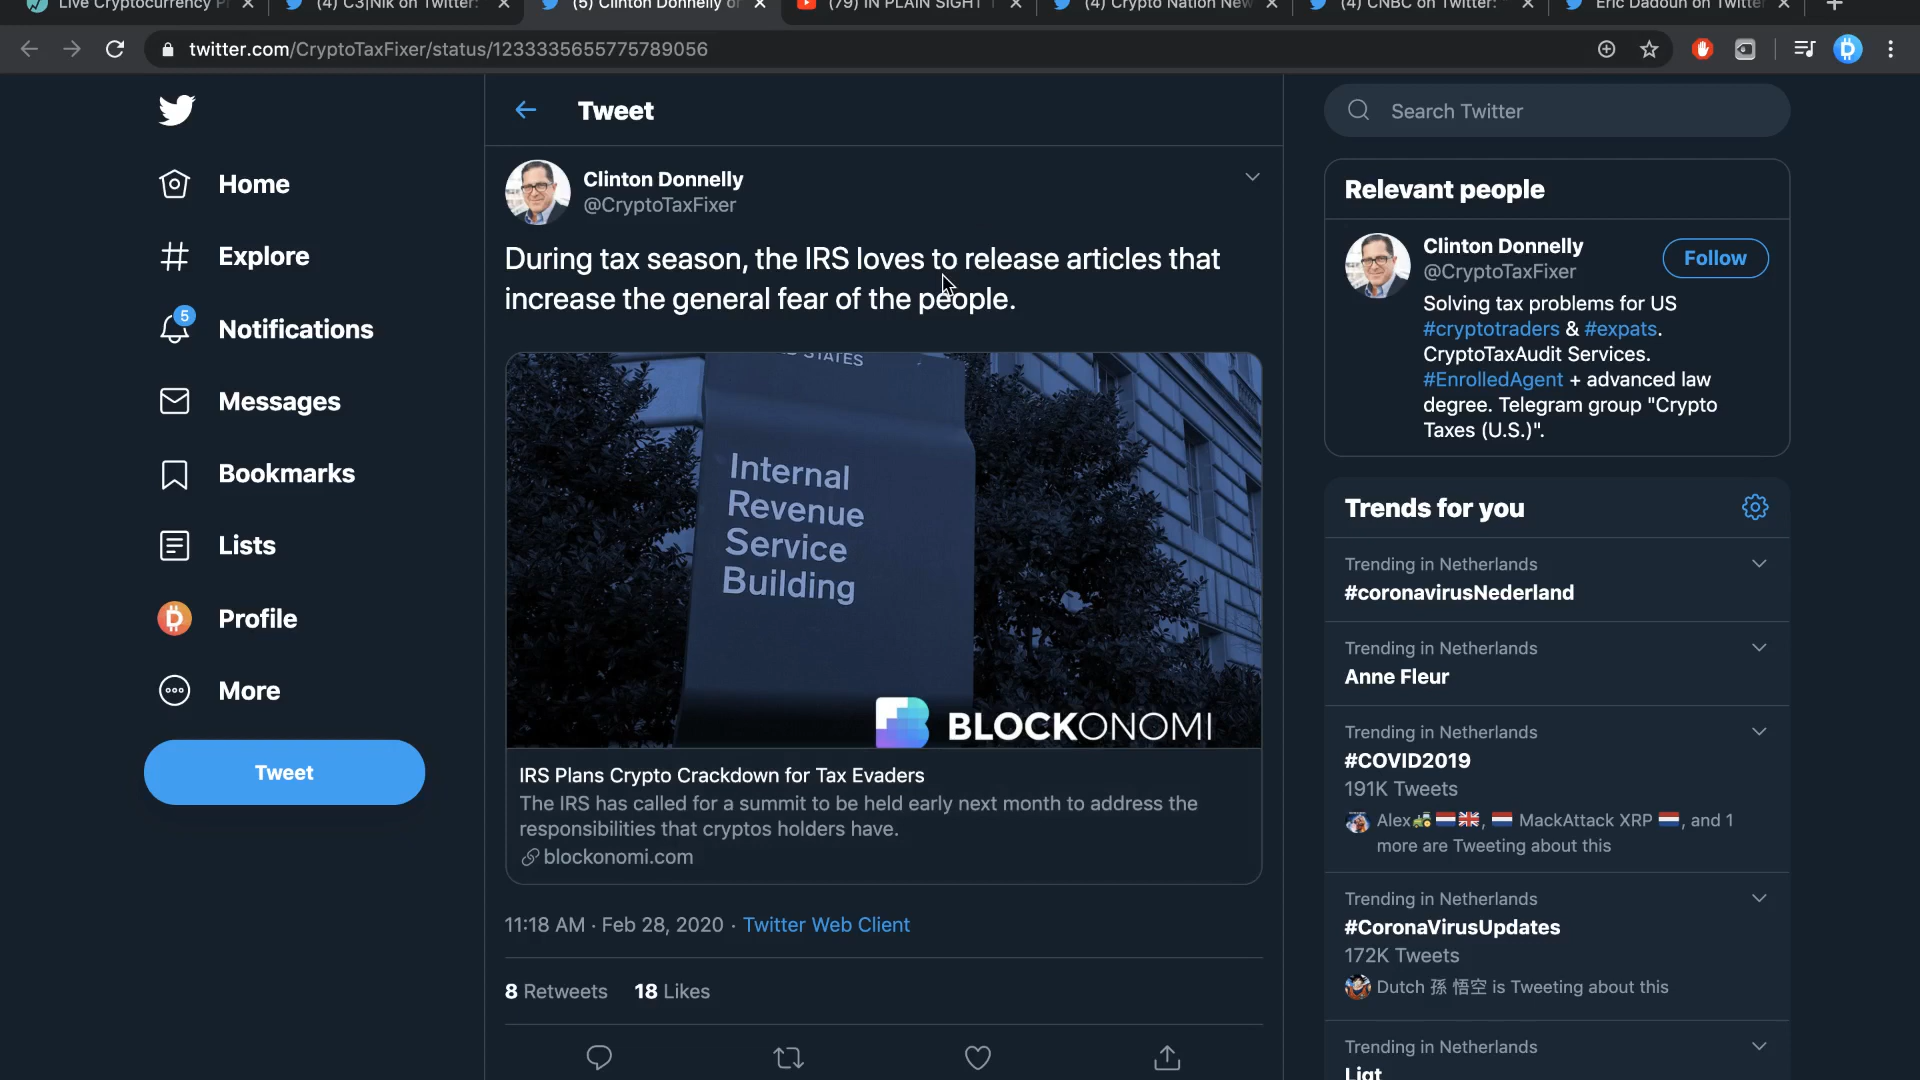 Live Cryptocurrency P
(4) C3|Nik on Twitter:
(5) Clinton Donnelly on
(79) IN PLAIN SIGHT
(4) Crypto Nation New
(4) CNBC on Twitter:
Eric Dadoun on Twitter
twitter.com/CryptoTaxFixer/status/1233335655775789056
Home
Explore
5
Notifications
Messages
Bookmarks
Lists
Profile
More
Tweet
Tweet
Clinton Donnelly
@CryptoTaxFixer
During tax season, the IRS loves to release articles that
increase the general fear of the people.
STATES
Internal
Revenue
Service
Building
BLOCKONOMI
IRS Plans Crypto Crackdown for Tax Evaders
The IRS has called for a summit to be held early next month to address the
responsibilities that cryptos holders have.
blockonomi.com
11:18 AM · Feb 28, 2020 · Twitter Web Client
8 Retweets 18 Likes
Search Twitter
Relevant people
Clinton Donnelly
@CryptoTaxFixer
Follow
Solving tax problems for US
#cryptotraders & #expats.
CryptoTaxAudit Services.
#EnrolledAgent + advanced law
degree. Telegram group "Crypto
Taxes (U.S.)".
Trends for you
Trending in Netherlands
#coronavirusNederland
Trending in Netherlands
Anne Fleur
Trending in Netherlands
#COVID2019
191K Tweets
Alex🚜🇳🇱🇬🇧, 🇳🇱 MackAttack XRP 🇳🇱, and 1
more are Tweeting about this
Trending in Netherlands
#CoronaVirusUpdates
172K Tweets
Dutch 孫 悟空 is Tweeting about this
Trending in Netherlands
Ligt